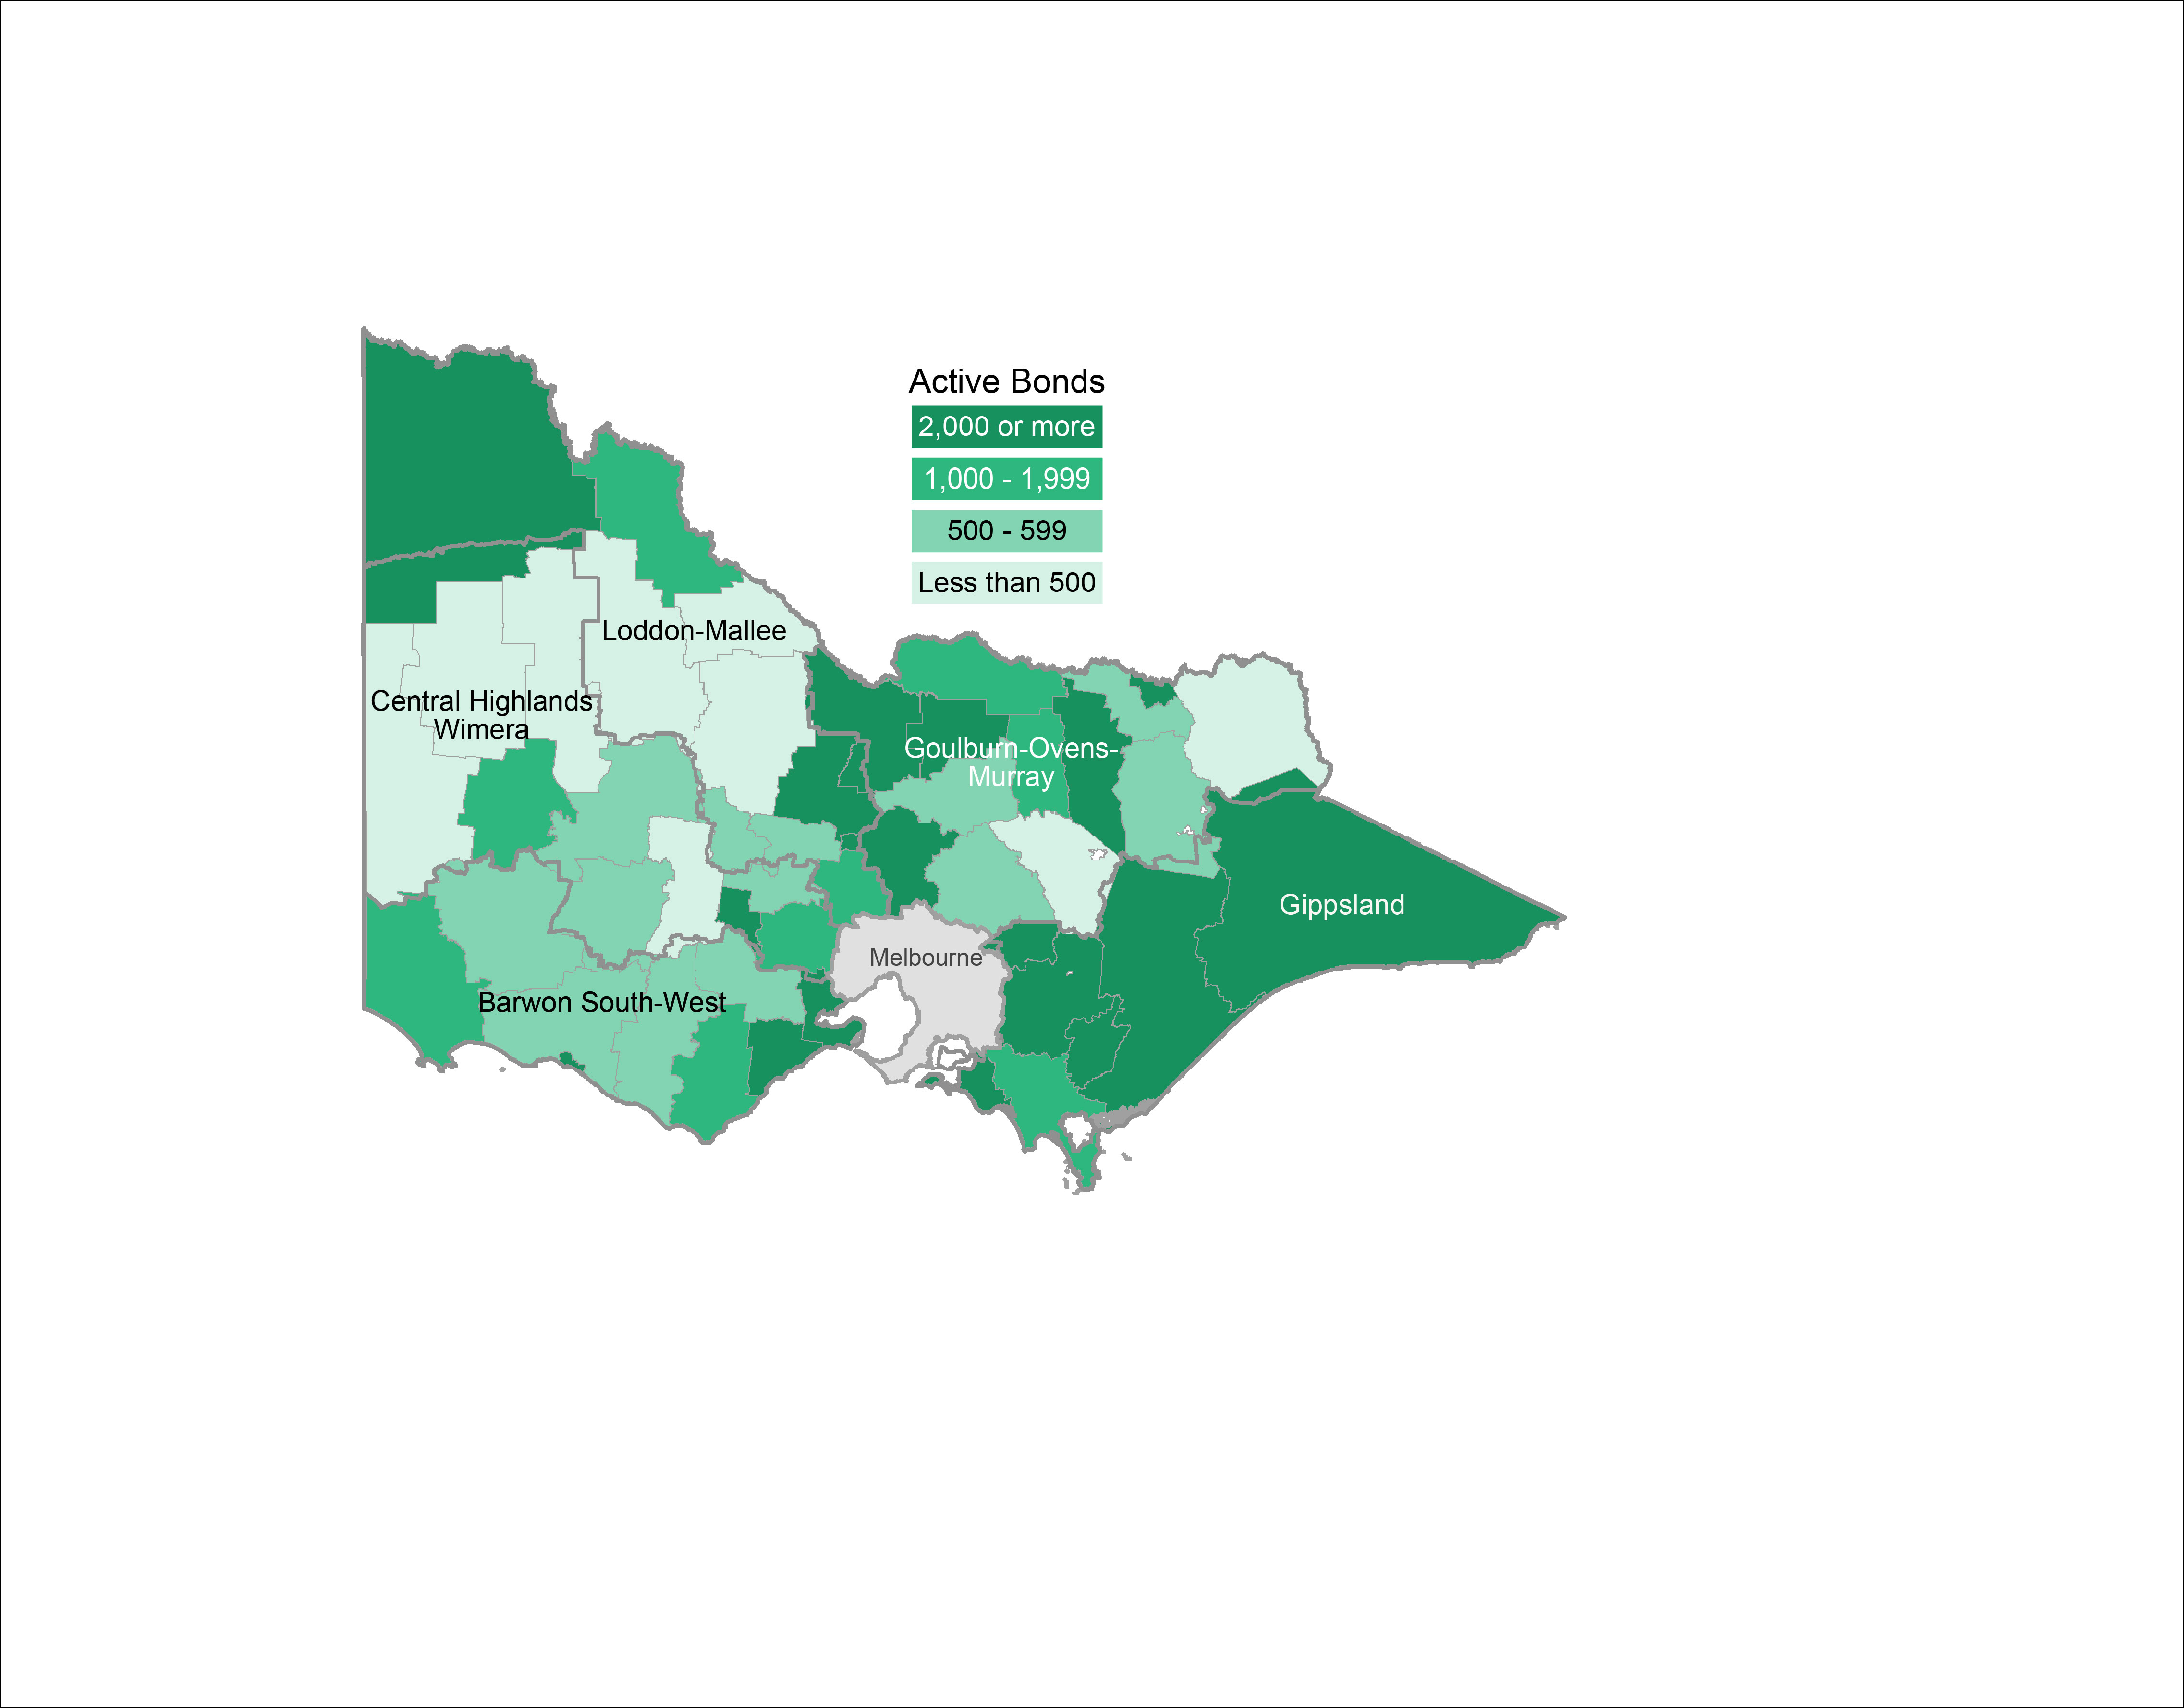 Active Bonds
2,000 or more
1,000 - 1,999
500 - 599
Less than 500
Loddon-Mallee
Central Highlands
Wimera
Goulburn-Ovens-
Murray
Gippsland
Melbourne
Barwon South-West